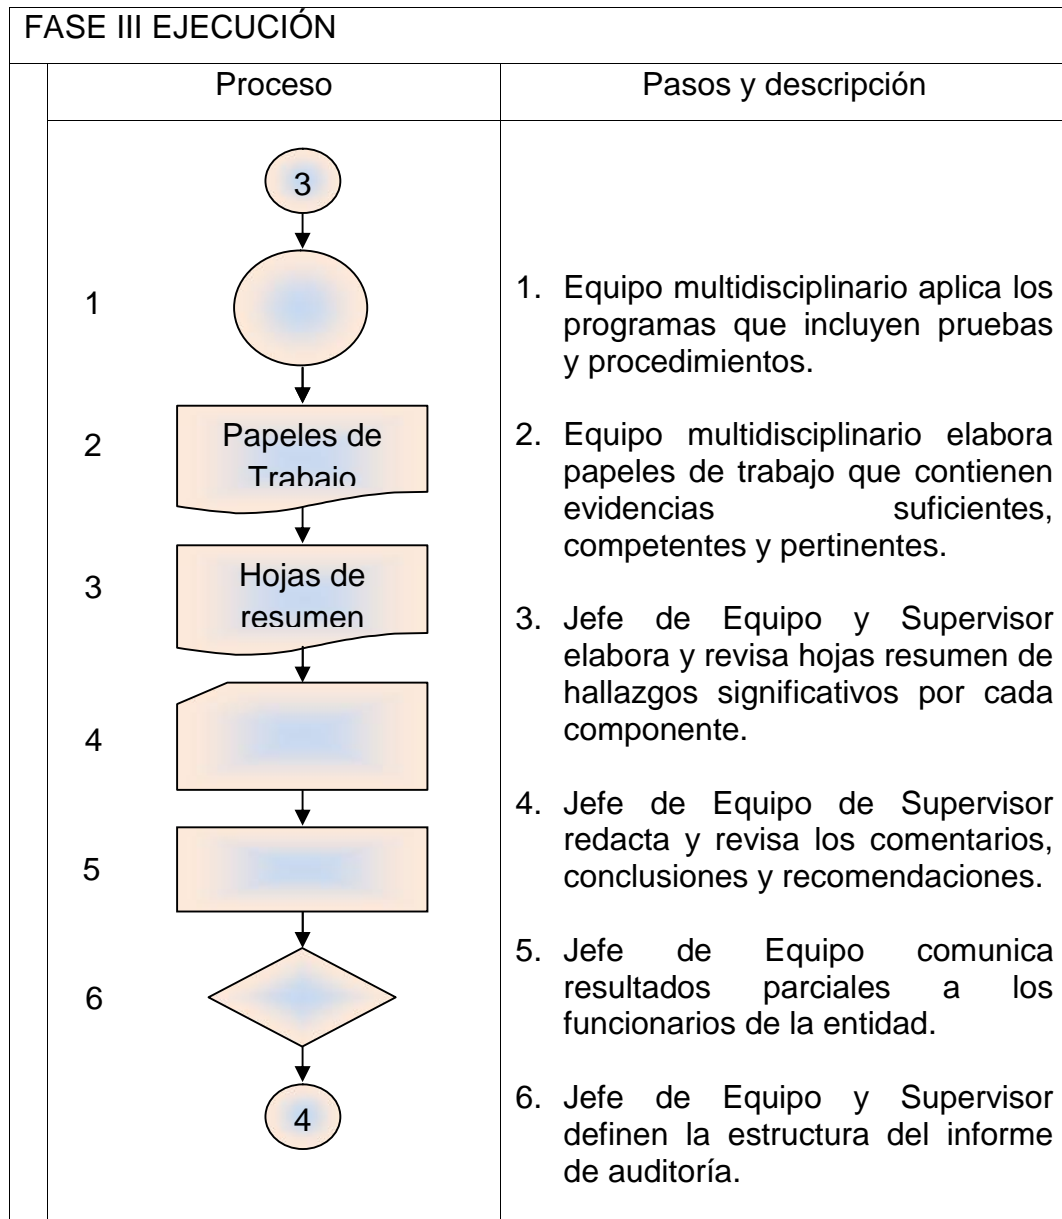 FASE III EJECUCIÓN
Proceso
Pasos y descripción
3
1
2
Papeles de
Trabajo
3
Hojas de
resumen
4
5
6
4
1. Equipo multidisciplinario aplica los
programas que incluyen pruebas
y procedimientos.
2. Equipo multidisciplinario elabora
papeles de trabajo que contienen
evidencias suficientes,
competentes y pertinentes.
3. Jefe de Equipo y Supervisor
elabora y revisa hojas resumen de
hallazgos significativos por cada
componente.
4. Jefe de Equipo de Supervisor
redacta y revisa los comentarios,
conclusiones y recomendaciones.
5. Jefe de Equipo comunica
resultados parciales a los
funcionarios de la entidad.
6. Jefe de Equipo y Supervisor
definen la estructura del informe
de auditoría.